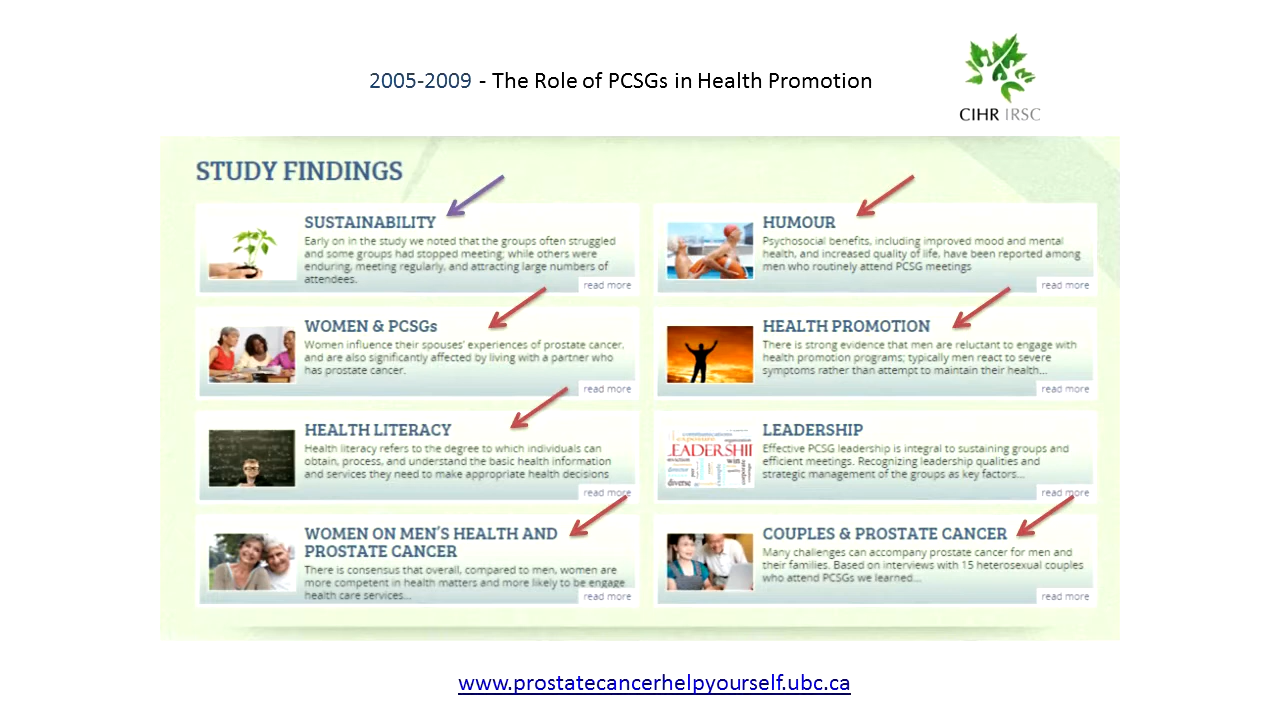 2005-2009 - The Role of PCSGs in Health Promotion
CIHR IRSC
STUDY FINDINGS
SUSTAINABILITY
Early on in the study we noted that the groups often struggled
and some groups had stopped meeting; while others were
enduring, meeting regularly, and attracting large numbers of
attendees.
read more
HUMOUR
Psychosocial benefits, including improved mood and mental
health, and increased quality of life, have been reported among
men who routinely attend PCSG meetings
read more
WOMEN & PCSGs
Women influence their spouses' experiences of prostate cancer,
and are also significantly affected by living with a partner who
has prostate cancer.
read more
HEALTH PROMOTION
There is strong evidence that men are reluctant to engage with
health promotion programs; typically men react to severe
symptoms rather than attempt to maintain their health...
read more
HEALTH LITERACY
Health literacy refers to the degree to which individuals can
obtain, process, and understand the basic health information
and services they need to make appropriate health decisions
read more
LEADERSHIP
Effective PCSG leadership is integral to sustaining groups and
efficient meetings. Recognizing leadership qualities and
strategic management of the groups as key factors...
read more
LEADERSHIP
diverse
WOMEN ON MEN'S HEALTH AND
PROSTATE CANCER
There is consensus that overall, compared to men, women are
more competent in health matters and more likely to be engage
health care services...
read more
COUPLES & PROSTATE CANCER
Many challenges can accompany prostate cancer for men and
their families. Based on interviews with 15 heterosexual couples
who attend PCSGs we learned...
read more
www.prostatecancerhelpyourself.ubc.ca